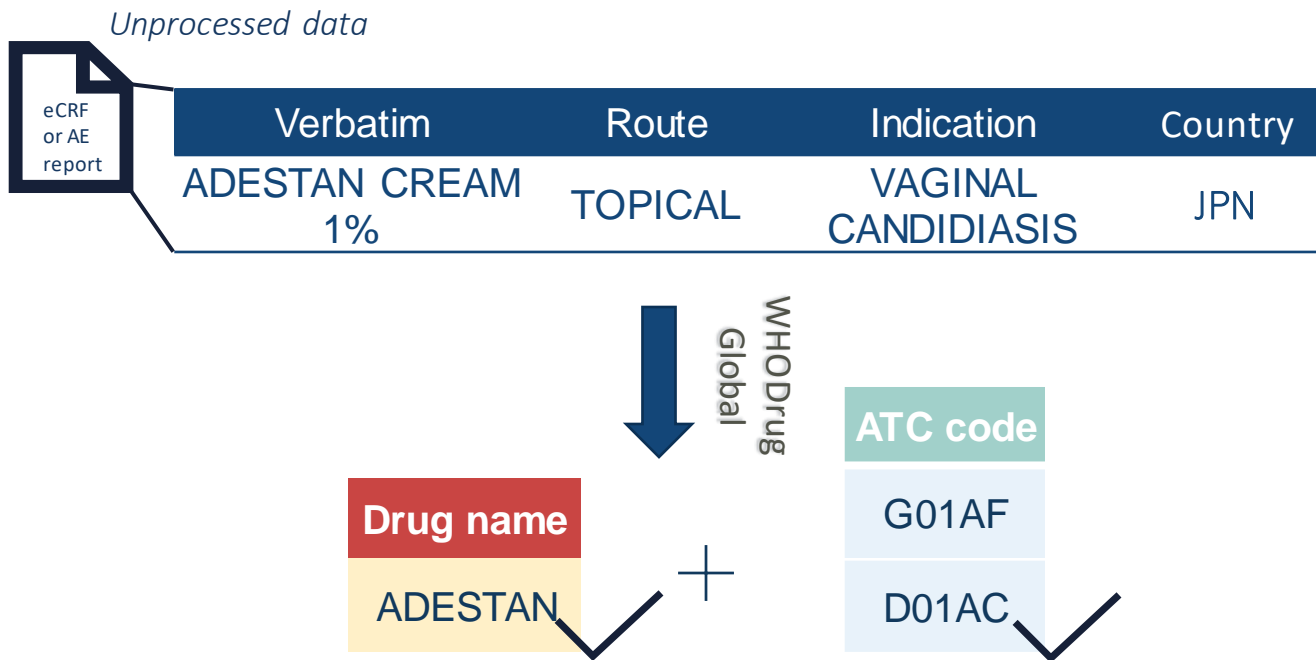 Unprocessed data
eCRF
or AE
report
Verbatim Route Indication Country
ADESTAN CREAM
1%
TOPICAL
VAGINAL
CANDIDIASIS
JPN
WHODrug
Global
ATC code
G01AF
D01AC
Drug name
ADESTAN